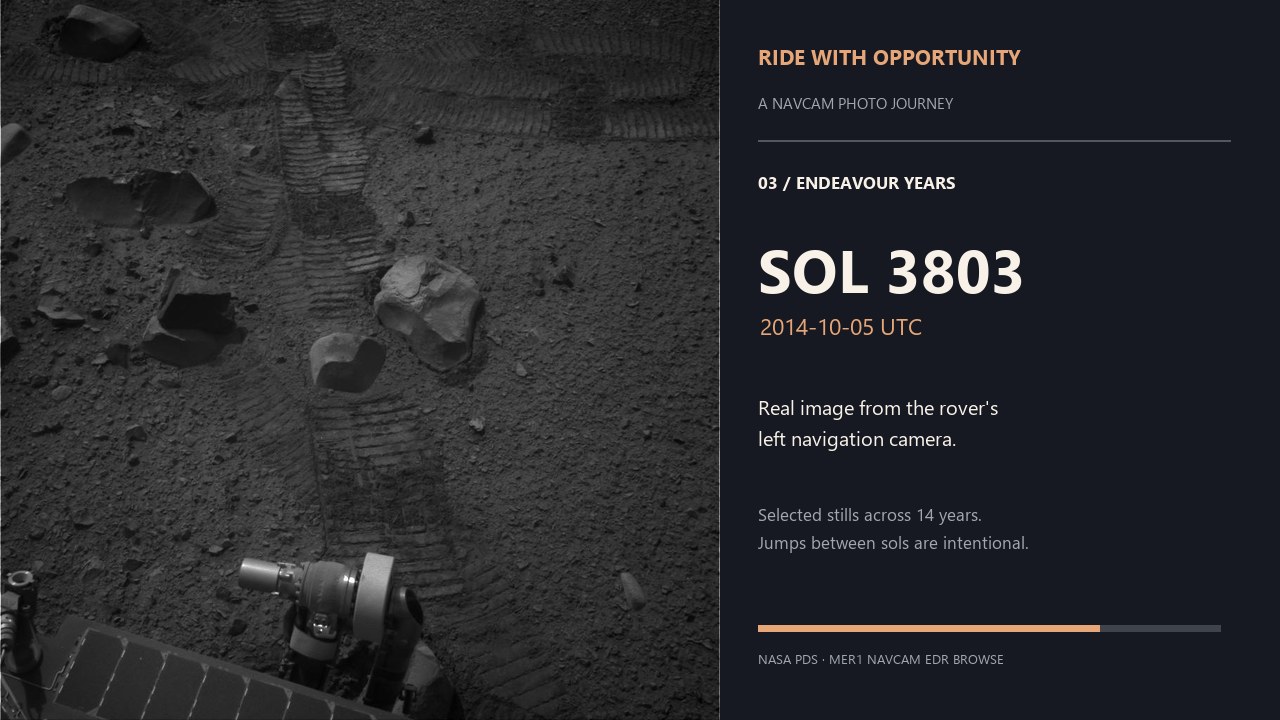 RIDE WITH OPPORTUNITY
A NAVCAM PHOTO JOURNEY
03 / ENDEAVOUR YEARS
SOL 3803
2014-10-05 UTC
Real image from the rover's
left navigation camera.
Selected stills across 14 years.
Jumps between sols are intentional.
NASA PDS · MER1 NAVCAM EDR BROWSE